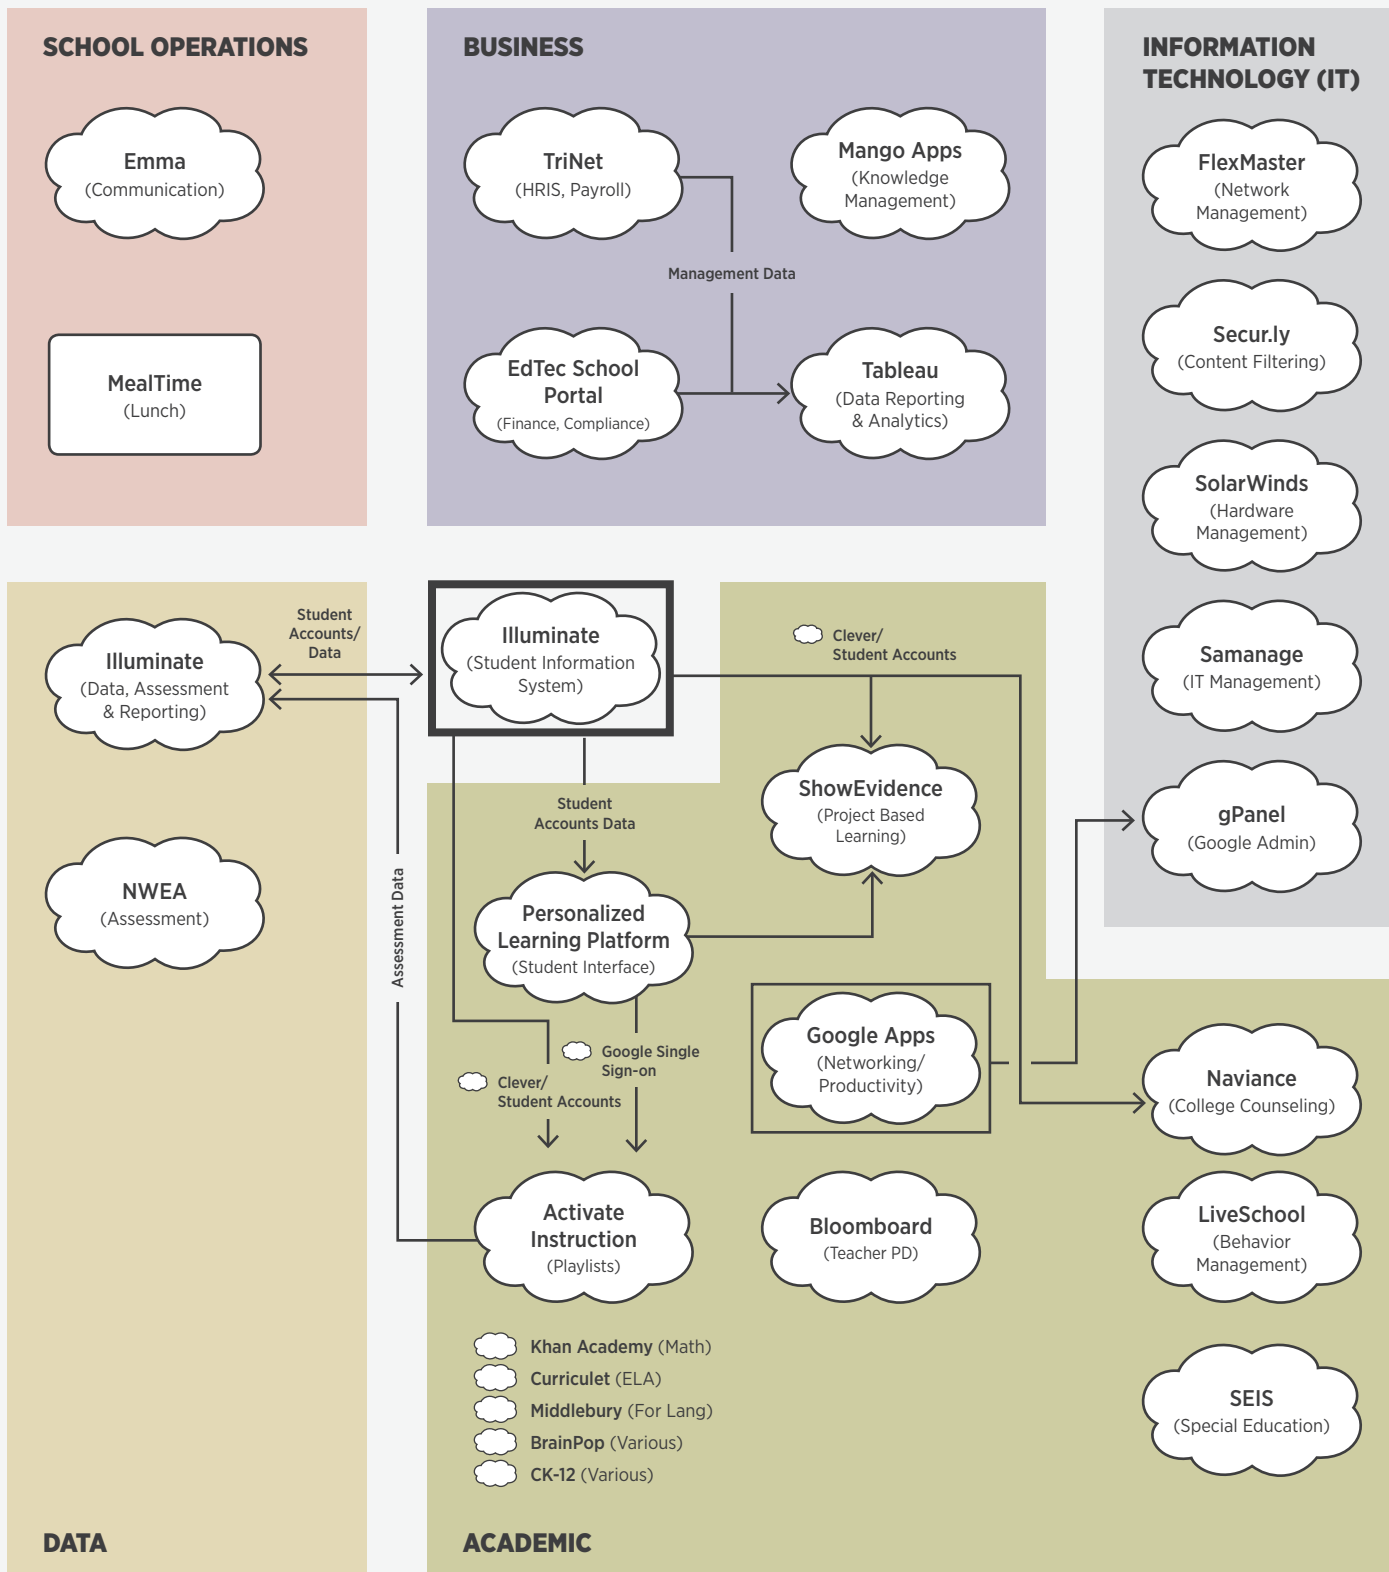 SCHOOL OPERATIONS
Emma
(Communication)
MealTime
(Lunch)
BUSINESS
TriNet
(HRIS, Payroll)
Mango Apps
(Knowledge
Management)
Management Data
EdTec School
Portal
(Finance, Compliance)
Tableau
(Data Reporting
& Analytics)
INFORMATION
TECHNOLOGY (IT)
FlexMaster
(Network
Management)
Secur.ly
(Content Filtering)
SolarWinds
(Hardware
Management)
Samanage
(IT Management)
gPanel
(Google Admin)
Illuminate
(Data, Assessment
& Reporting)
Student
Accounts/
Data
NWEA
(Assessment)
Assessment Data
DATA
Illuminate
(Student Information
System)
Clever/
Student Accounts
Student
Accounts Data
ShowEvidence
(Project Based
Learning)
Personalized
Learning Platform
(Student Interface)
Google Single
Sign-on
Clever/
Student Accounts
Google Apps
(Networking/
Productivity)
Naviance
(College Counseling)
Activate
Instruction
(Playlists)
Bloomboard
(Teacher PD)
LiveSchool
(Behavior
Management)
Khan Academy (Math)
Curriculet (ELA)
Middlebury (For Lang)
BrainPop (Various)
CK-12 (Various)
SEIS
(Special Education)
ACADEMIC